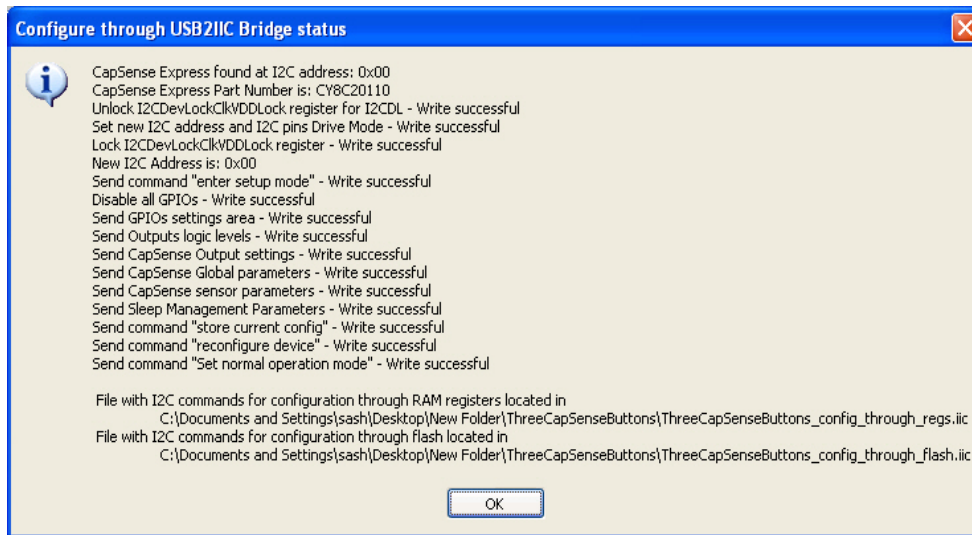 Configure through USB2IIC Bridge status
CapSense Express found at I2C address: 0x00
CapSense Express Part Number is: CY8C20110
Unlock I2CDevLockClkVDDLock register for I2CDL - Write successful
Set new I2C address and I2C pins Drive Mode - Write successful
Lock I2CDevLockClkVDDLock register - Write successful
New I2C Address is: 0x00
Send command "enter setup mode" - Write successful
Disable all GPIOs - Write successful
Send GPIOs settings area - Write successful
Send Outputs logic levels - Write successful
Send CapSense Output settings - Write successful
Send CapSense Global parameters - Write successful
Send CapSense sensor parameters - Write successful
Send Sleep Management Parameters - Write successful
Send command "store current config" - Write successful
Send command "reconfigure device" - Write successful
Send command "Set normal operation mode" - Write successful
File with I2C commands for configuration through RAM registers located in
C:\Documents and Settings\sash\Desktop\New Folder\ThreeCapSenseButtons\ThreeCapSenseButtons_config_through_regs.iic
File with I2C commands for configuration through flash located in
C:\Documents and Settings\sash\Desktop\New Folder\ThreeCapSenseButtons\ThreeCapSenseButtons_config_through_flash.iic
OK